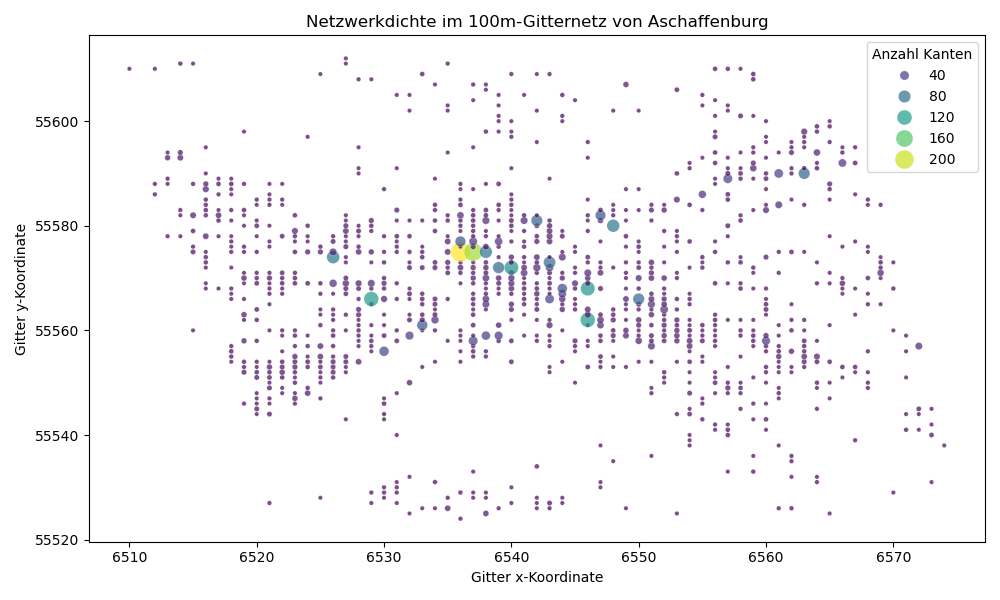 Netzwerkdichte im 100m-Gitternetz von Aschaffenburg
Anzahl Kanten
40
80
120
160
200
Gitter y-Koordinate
55600
55580
55560
55540
55520
6510 6520 6530 6540 6550 6560 6570
Gitter x-Koordinate